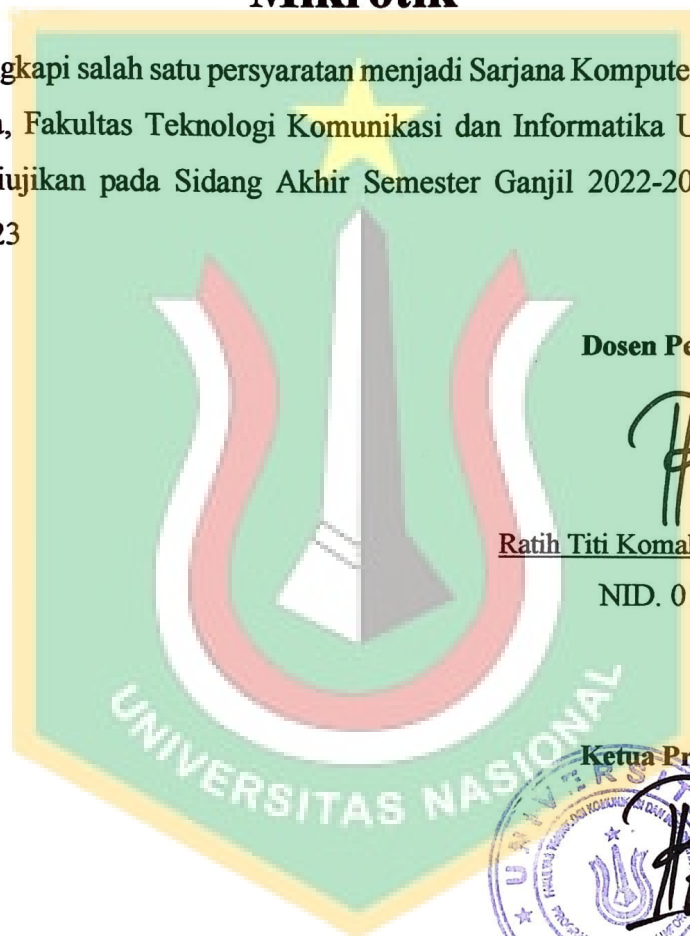 Mikrotik
gkapi salah satu persyaratan menjadi Sarjana Kompute
, Fakultas Teknologi Komunikasi dan Informatika U
iujikan pada Sidang Akhir Semester Ganjil 2022-20
23
Dosen Pe
Ratih Titi Komal
NID. 0
UNIVERSITAS NASIONAL
Ketua Pr
UNIVERSIT